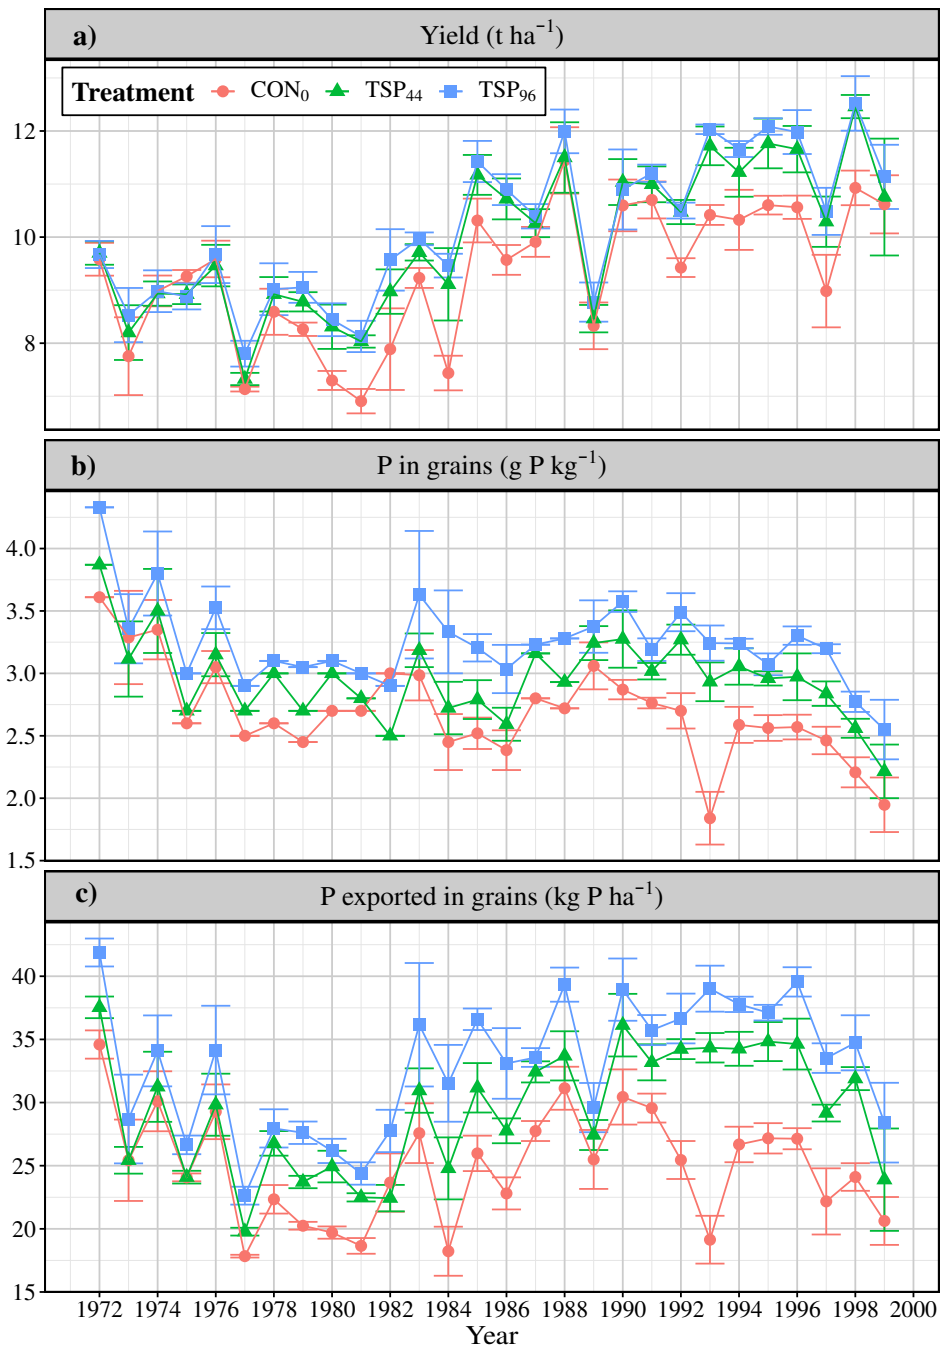 a) Yield (t ha⁻¹)
Treatment CON₀ TSP₄₄ TSP₉₆
12
10
8
b) P in grains (g P kg⁻¹)
4.0
3.5
3.0
2.5
2.0
1.5
c) P exported in grains (kg P ha⁻¹)
40
35
30
25
20
15
1972 1974 1976 1978 1980 1982 1984 1986 1988 1990 1992 1994 1996 1998 2000
Year